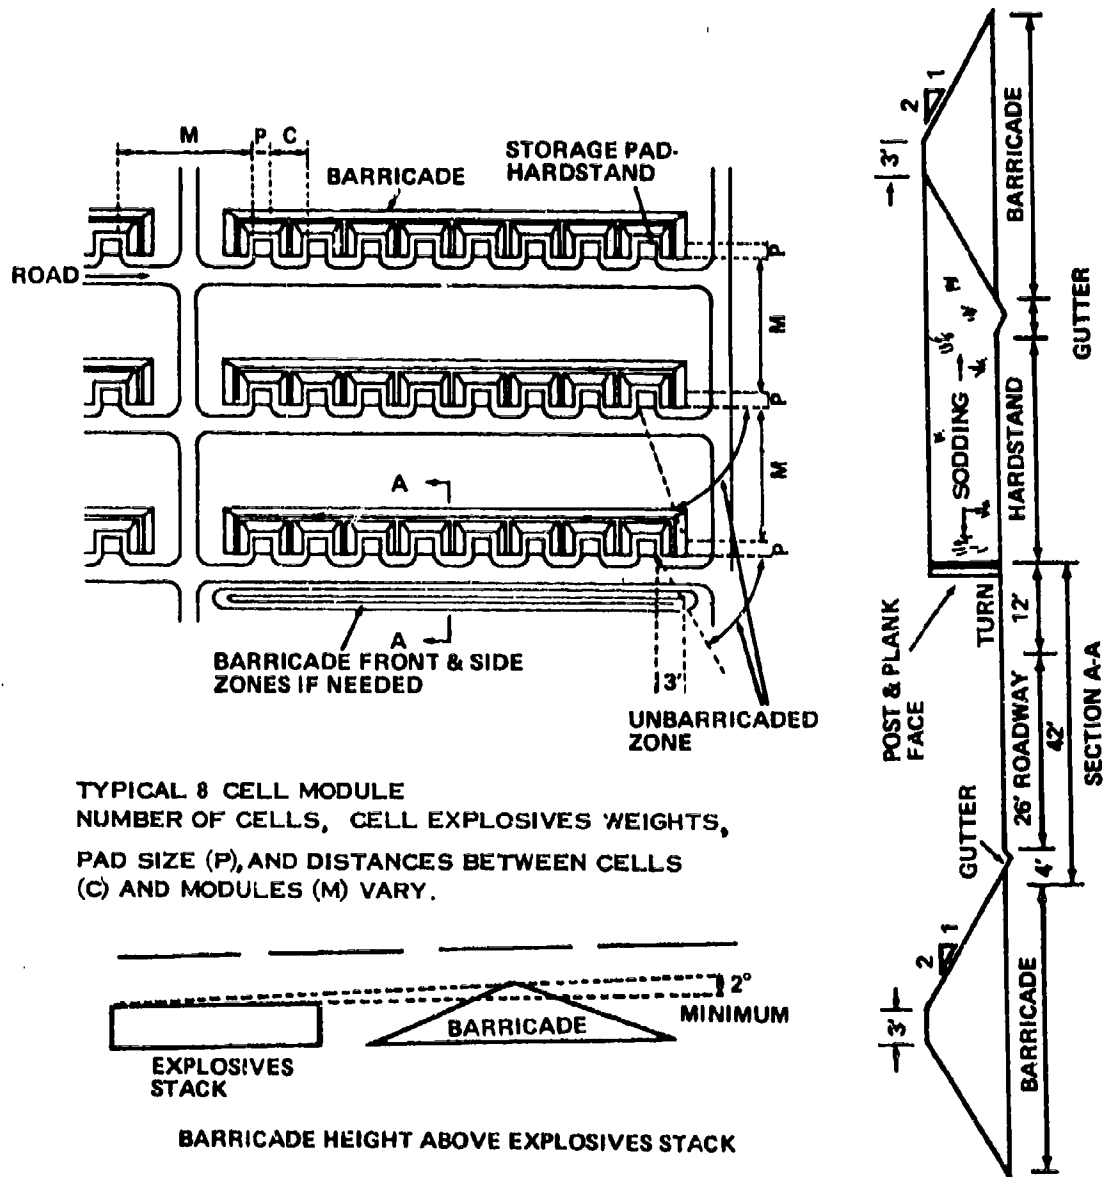 M
P
C
STORAGE PAD-
HARDSTAND
BARRICADE
ROAD
P
M
P
M
P
A
A
BARRICADE FRONT & SIDE
ZONES IF NEEDED
3'
UNBARRICADED
ZONE
TYPICAL 8 CELL MODULE
NUMBER OF CELLS, CELL EXPLOSIVES WEIGHTS,
PAD SIZE (P), AND DISTANCES BETWEEN CELLS
(C) AND MODULES (M) VARY.
2°
MINIMUM
BARRICADE
EXPLOSIVES
STACK
BARRICADE HEIGHT ABOVE EXPLOSIVES STACK
2
1
3'
BARRICADE
GUTTER
SODDING
HARDSTAND
POST & PLANK
FACE
TURN
12'
26' ROADWAY
42'
SECTION A-A
GUTTER
4'
2
1
3'
BARRICADE